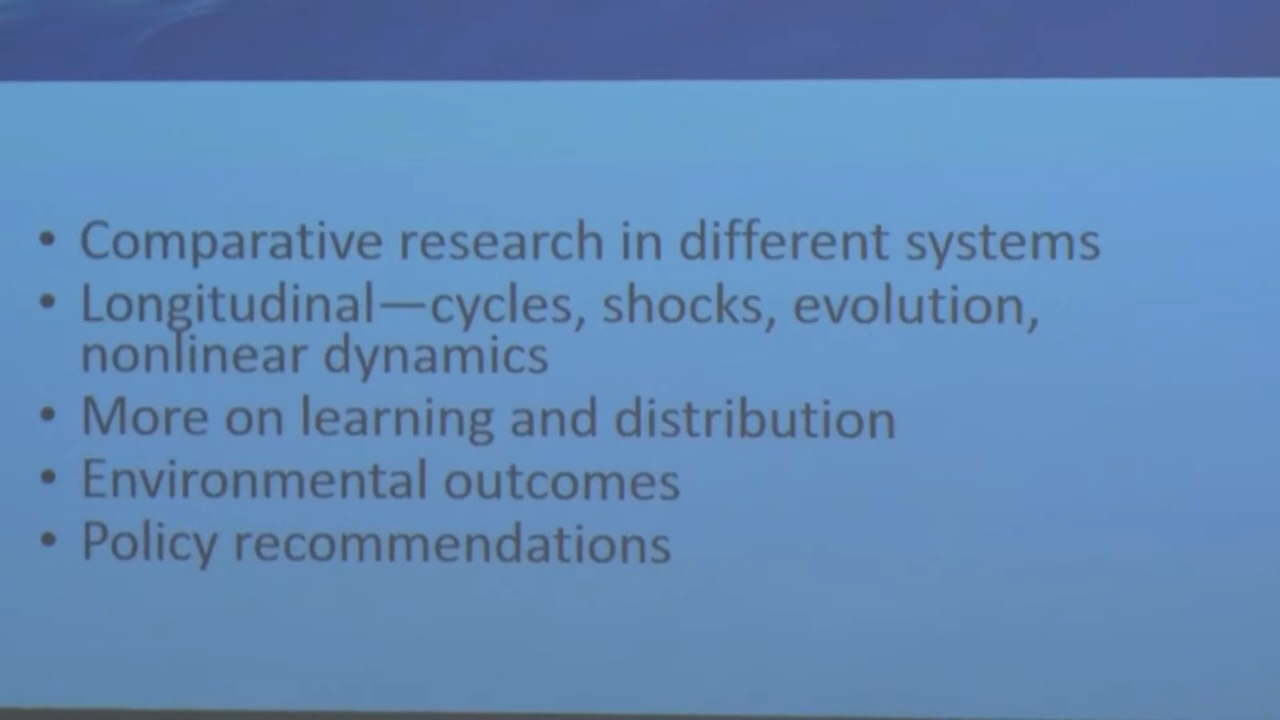 • Comparative research in different systems
• Longitudinal—cycles, shocks, evolution,
nonlinear dynamics
• More on learning and distribution
• Environmental outcomes
• Policy recommendations